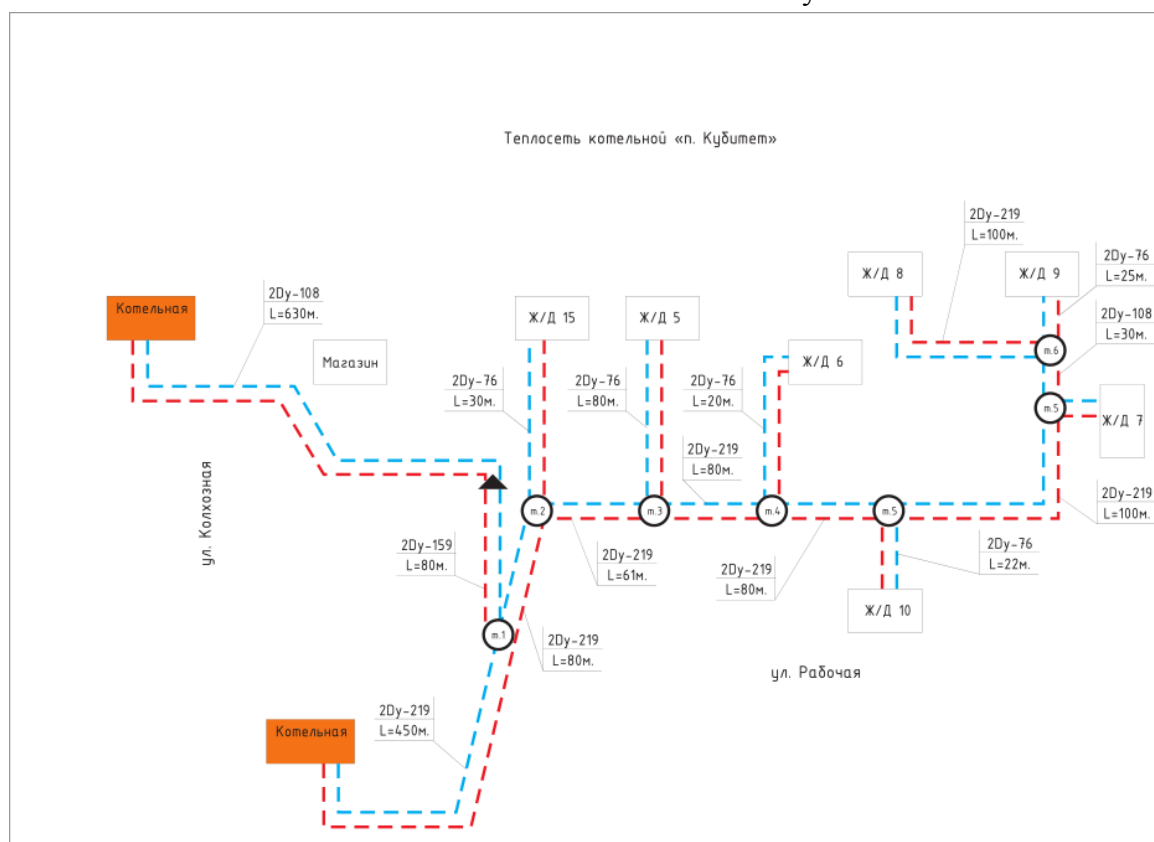 у
Теплосеть котельной «п. Кубитет»
2Dy-219
L=100м.
2Dy-76
L=25м.
Ж/Д 8
Ж/Д 9
2Dy-108
L=630м.
Котельная
Ж/Д 15
Ж/Д 5
2Dy-108
L=30м.
Магазин
Ж/Д 6
т.6
2Dy-76
L=30м.
2Dy-76
L=80м.
2Dy-76
L=20м.
т.5
Ж/Д 7
2Dy-219
L=80м.
ул. Колхозная
т.2
т.3
т.4
т.5
2Dy-219
L=100м.
2Dy-159
L=80м.
2Dy-219
L=61м.
2Dy-219
L=80м.
2Dy-76
L=22м.
Ж/Д 10
т.1
2Dy-219
L=80м.
ул. Рабочая
2Dy-219
L=450м.
Котельная